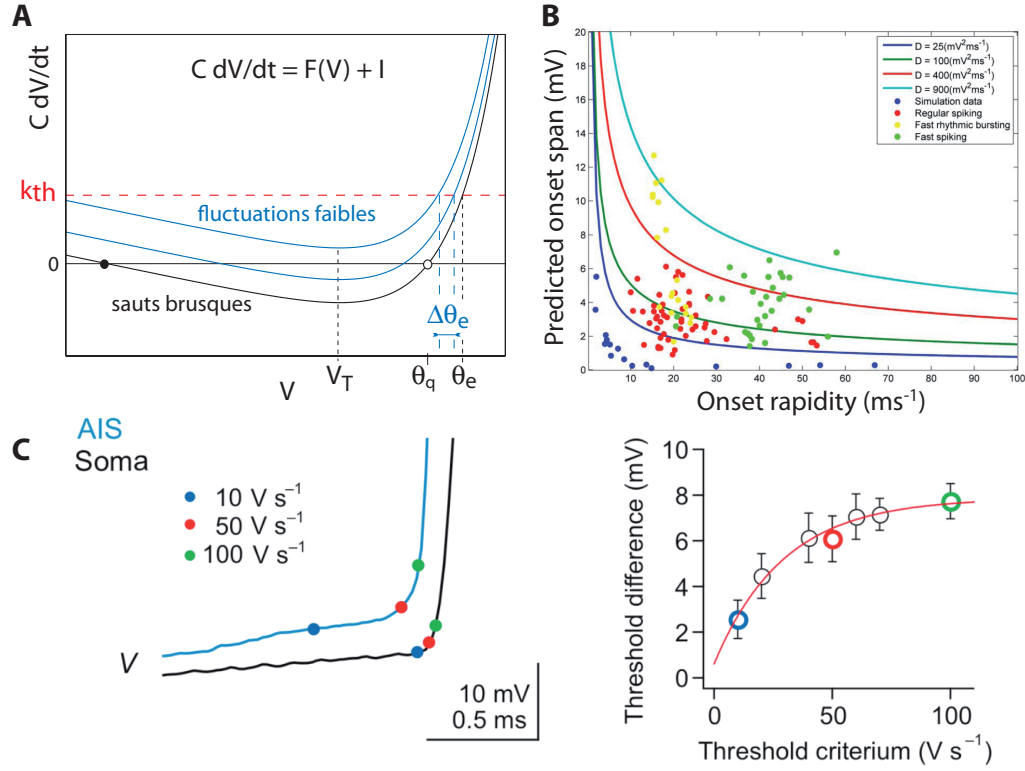 A
C dV/dt
C dV/dt = F(V) + I
kth
fluctuations faibles
0
sauts brusques
Δθe
V
VT
θq
θe
B
Predicted onset span (mV)
20
18
16
14
12
10
8
6
4
2
0
D = 25(mV²ms⁻¹)
D = 100(mV²ms⁻¹)
D = 400(mV²ms⁻¹)
D = 900(mV²ms⁻¹)
Simulation data
Regular spiking
Fast rhythmic bursting
Fast spiking
10 20 30 40 50 60 70 80 90 100
Onset rapidity (ms⁻¹)
C
AIS
Soma
10 V s⁻¹
50 V s⁻¹
100 V s⁻¹
V
10 mV
0.5 ms
Threshold difference (mV)
10
8
6
4
2
0
0 50 100
Threshold criterium (V s⁻¹)